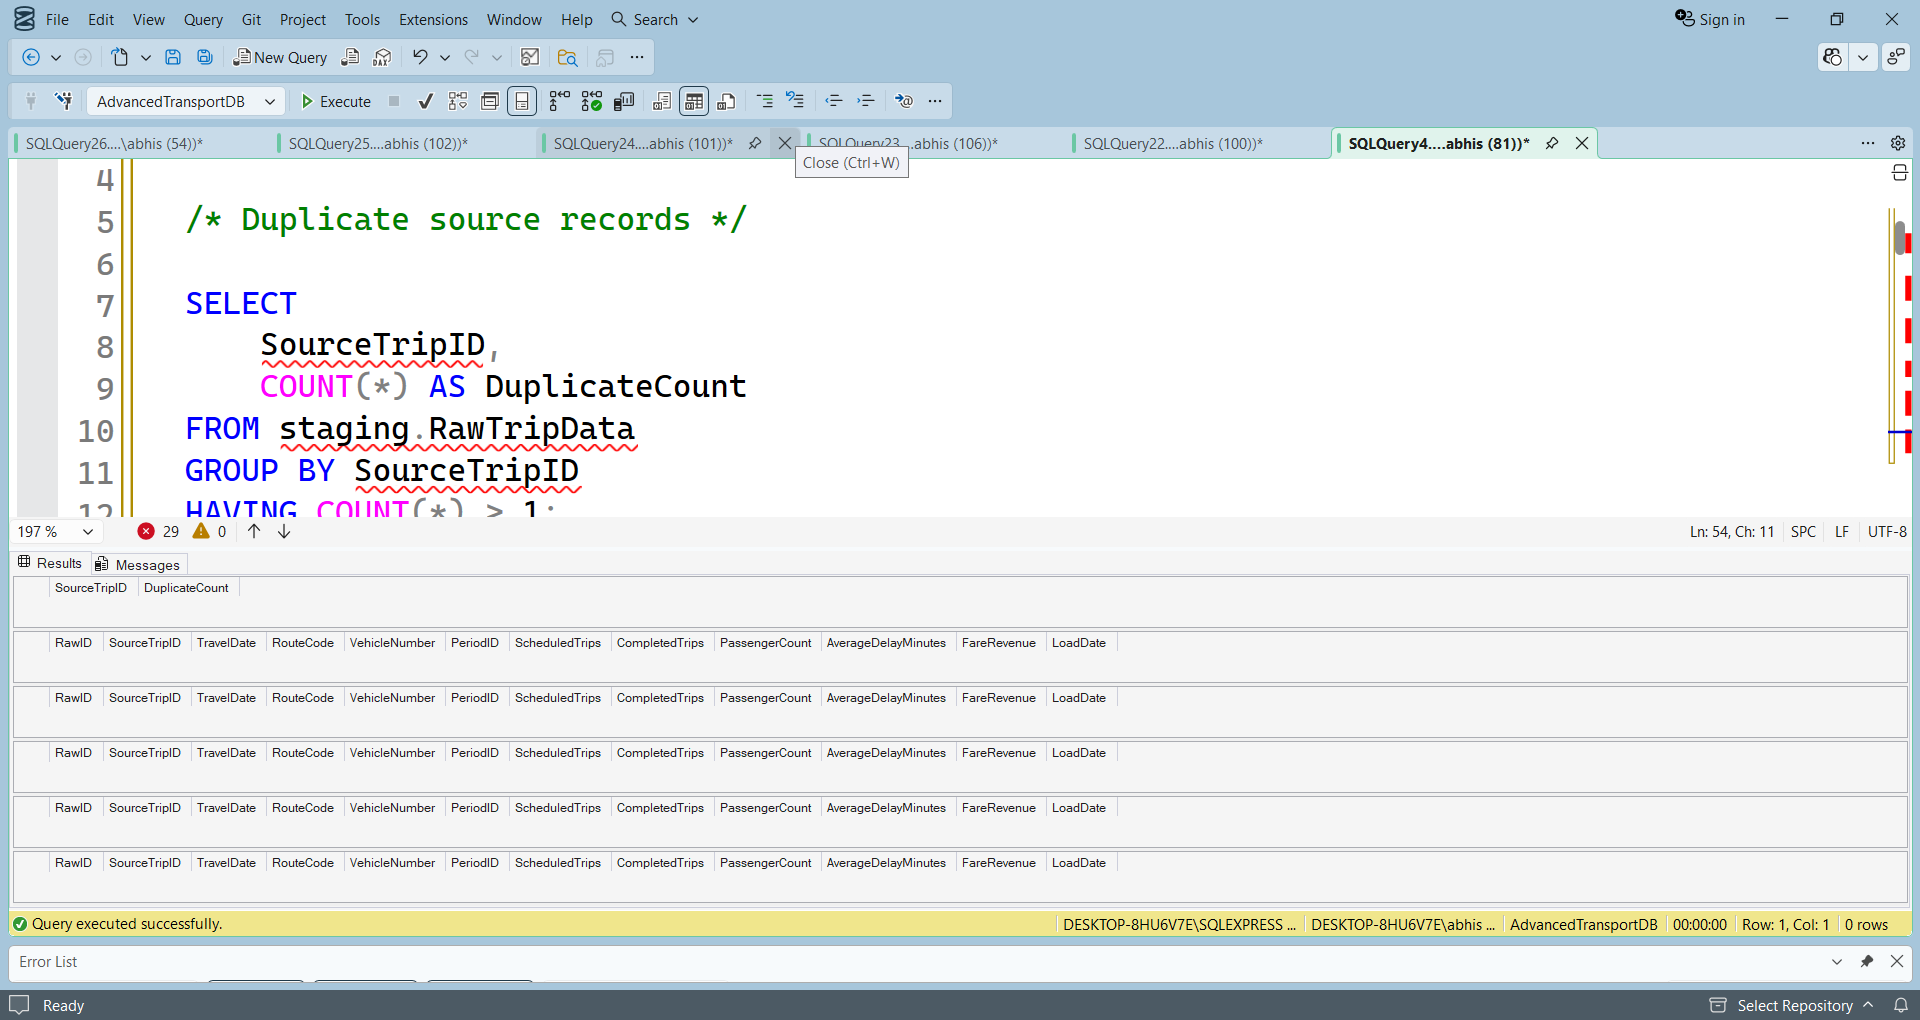 File Edit View Query Git Project Tools Extensions Window Help Search Sign in
New Query DAX
AdvancedTransportDB Execute
SQLQuery26....\abhis (54))* SQLQuery25....abhis (102))* SQLQuery24....abhis (101))* SQLQuery23....abhis (106))* SQLQuery22....abhis (100))* SQLQuery4....abhis (81))*
Close (Ctrl+W)
4
5 /* Duplicate source records */
6
7 SELECT
8 SourceTripID,
9 COUNT(*) AS DuplicateCount
10 FROM staging.RawTripData
11 GROUP BY SourceTripID
12 HAVING COUNT(*) > 1;
197 % 29 0 Ln: 54, Ch: 11 SPC LF UTF-8
Results Messages
SourceTripID DuplicateCount
RawID SourceTripID TravelDate RouteCode VehicleNumber PeriodID ScheduledTrips CompletedTrips PassengerCount AverageDelayMinutes FareRevenue LoadDate
RawID SourceTripID TravelDate RouteCode VehicleNumber PeriodID ScheduledTrips CompletedTrips PassengerCount AverageDelayMinutes FareRevenue LoadDate
RawID SourceTripID TravelDate RouteCode VehicleNumber PeriodID ScheduledTrips CompletedTrips PassengerCount AverageDelayMinutes FareRevenue LoadDate
RawID SourceTripID TravelDate RouteCode VehicleNumber PeriodID ScheduledTrips CompletedTrips PassengerCount AverageDelayMinutes FareRevenue LoadDate
RawID SourceTripID TravelDate RouteCode VehicleNumber PeriodID ScheduledTrips CompletedTrips PassengerCount AverageDelayMinutes FareRevenue LoadDate
Query executed successfully. DESKTOP-8HU6V7E\SQLEXPRESS ... DESKTOP-8HU6V7E\abhis ... AdvancedTransportDB 00:00:00 Row: 1, Col: 1 0 rows
Error List
Ready Select Repository